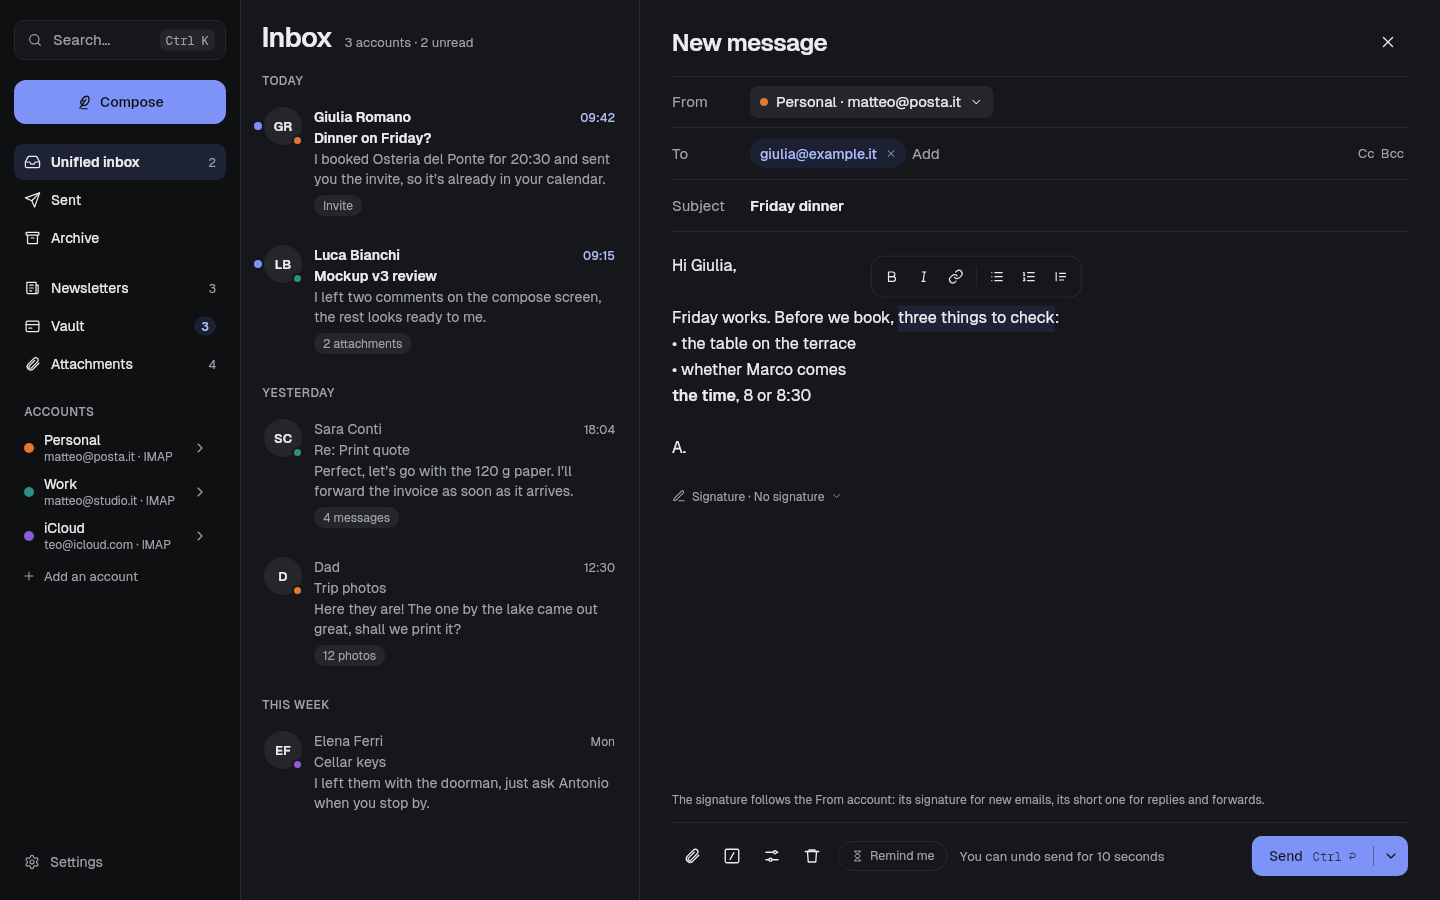 Search...
Ctrl K
Compose
Unified inbox 2
Sent
Archive
Newsletters 3
Vault 3
Attachments 4
ACCOUNTS
Personal
matteo@posta.it · IMAP
Work
matteo@studio.it · IMAP
iCloud
teo@icloud.com · IMAP
Add an account
Settings
Inbox 3 accounts · 2 unread
TODAY
GR
Giulia Romano 09:42
Dinner on Friday?
I booked Osteria del Ponte for 20:30 and sent
you the invite, so it's already in your calendar.
Invite
LB
Luca Bianchi 09:15
Mockup v3 review
I left two comments on the compose screen,
the rest looks ready to me.
2 attachments
YESTERDAY
SC
Sara Conti 18:04
Re: Print quote
Perfect, let's go with the 120 g paper. I'll
forward the invoice as soon as it arrives.
4 messages
D
Dad 12:30
Trip photos
Here they are! The one by the lake came out
great, shall we print it?
12 photos
THIS WEEK
EF
Elena Ferri Mon
Cellar keys
I left them with the doorman, just ask Antonio
when you stop by.
New message
From Personal · matteo@posta.it
To giulia@example.it Add Cc Bcc
Subject Friday dinner
Hi Giulia,
B I
Friday works. Before we book, three things to check:
• the table on the terrace
• whether Marco comes
the time, 8 or 8:30
A.
Signature · No signature
The signature follows the From account: its signature for new emails, its short one for replies and forwards.
Remind me
You can undo send for 10 seconds
Send Ctrl